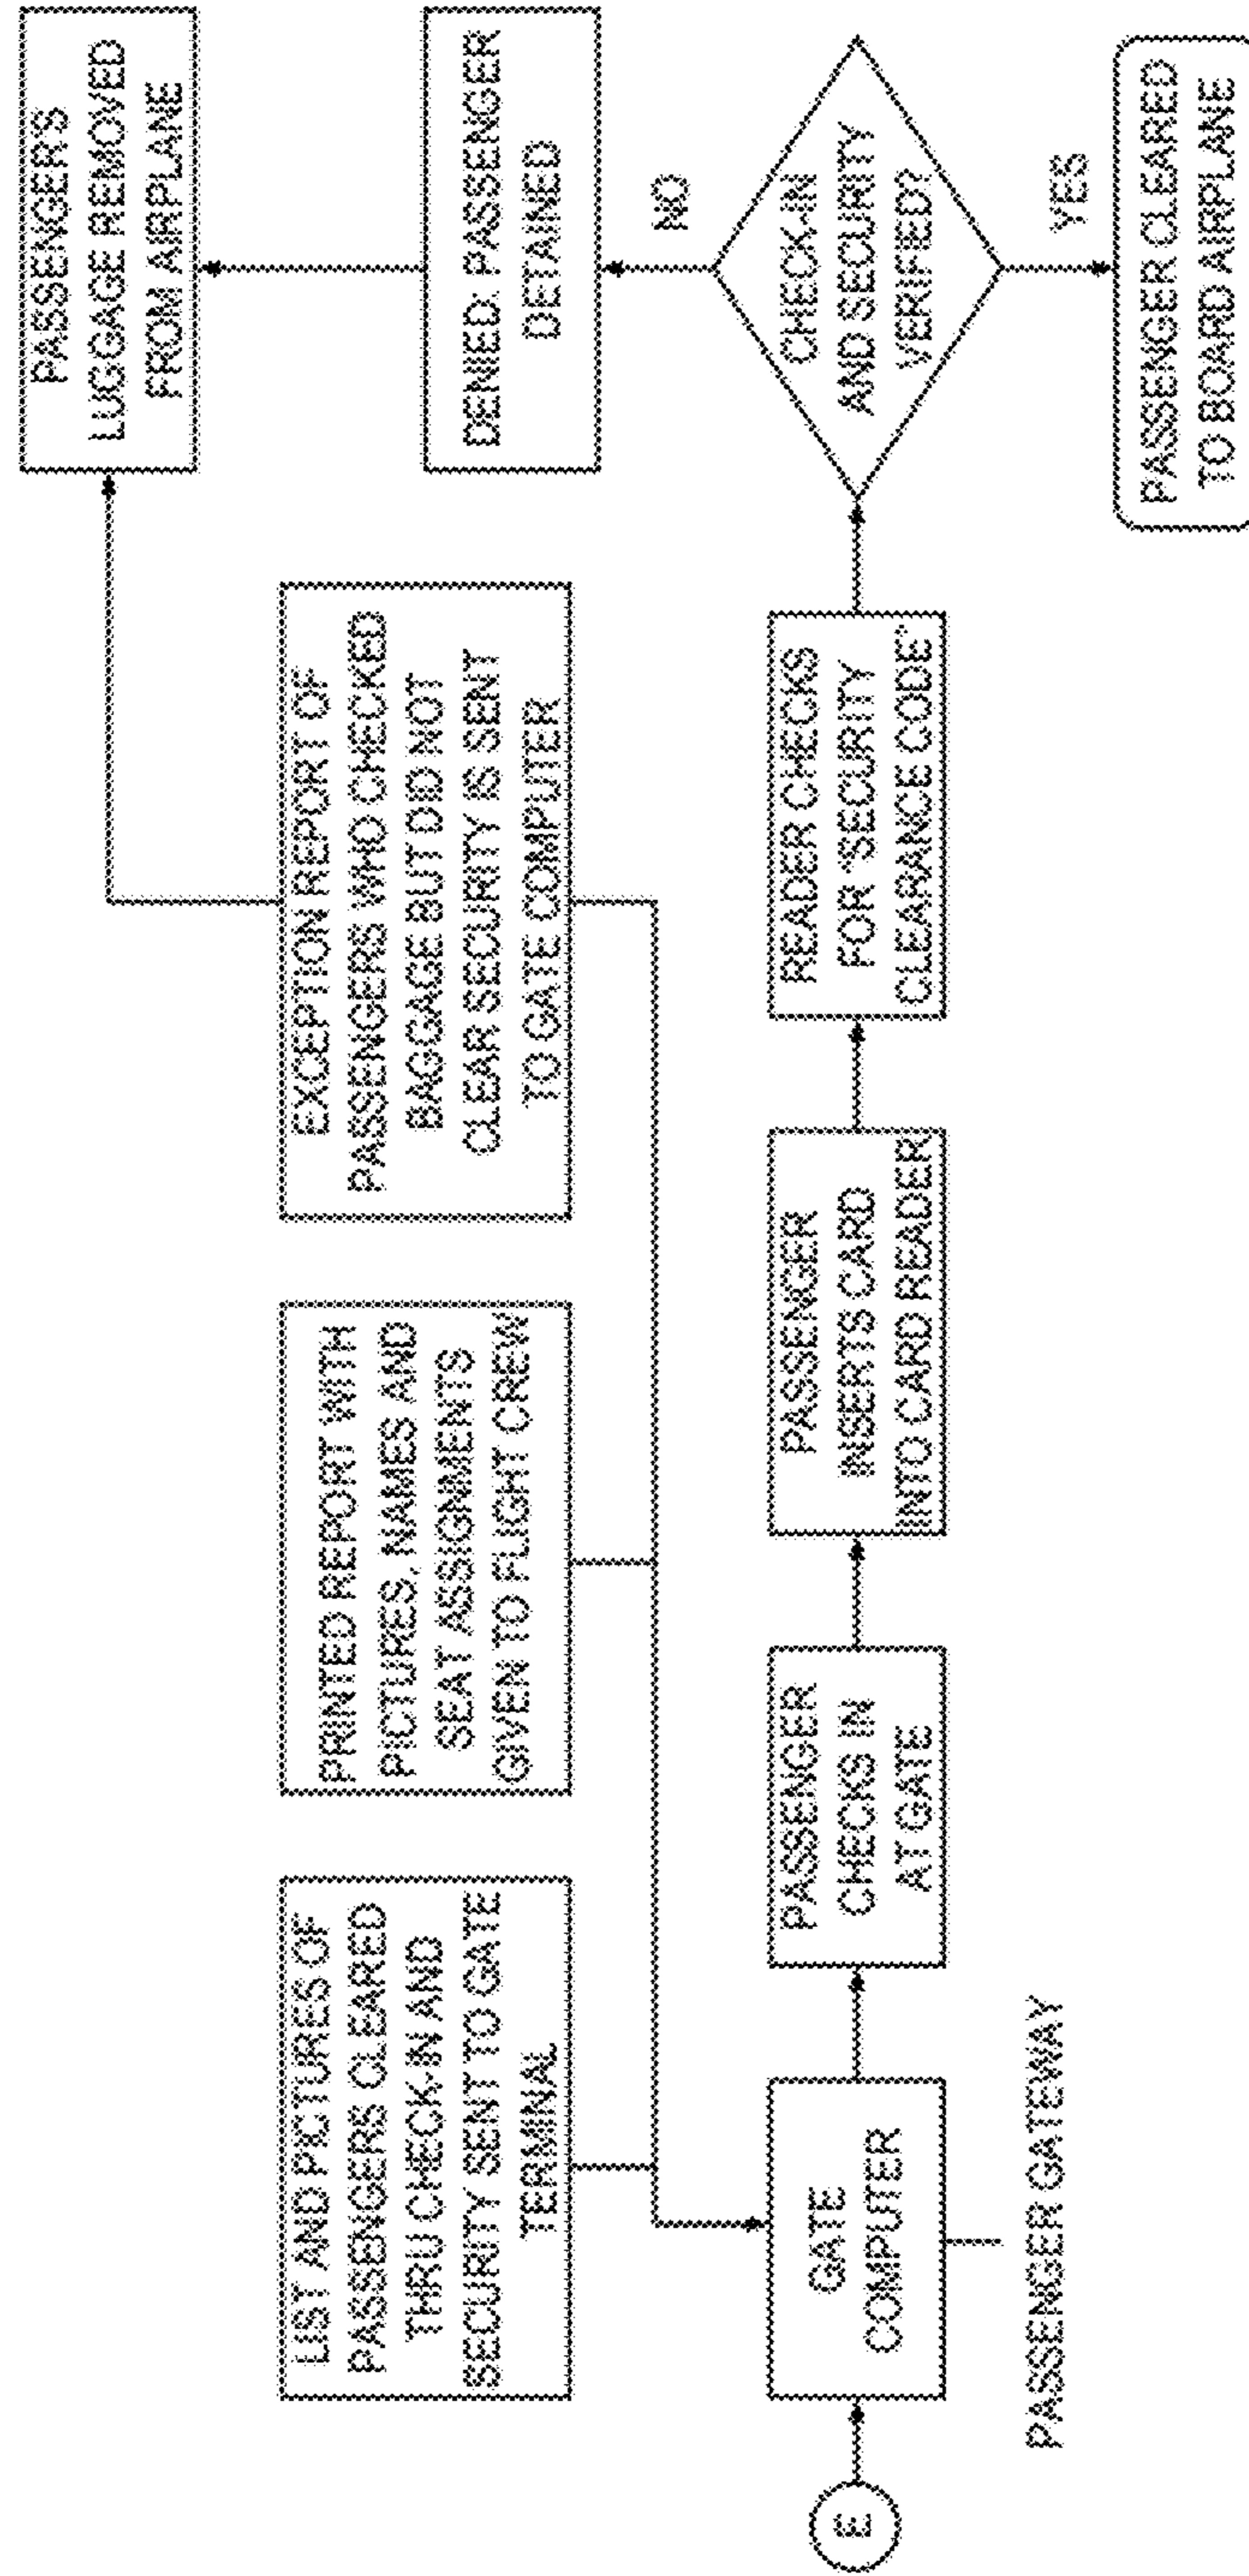 LIST AND PICTURES OF
PASSENGERS CLEARED
THRU CHECK-IN AND
SECURITY SENT TO GATE
TERMINAL
PRINTED REPORT WITH
PICTURES, NAMES AND
SEAT ASSIGNMENTS
GIVEN TO FLIGHT CREW
EXCEPTION REPORT OF
PASSENGERS WHO CHECKED
BAGGAGE BUT DID NOT
CLEAR SECURITY IS SENT
TO GATE COMPUTER
PASSENGER'S
LUGGAGE REMOVED
FROM AIRPLANE
DENIED. PASSENGER
DETAINED
NO
E
GATE
COMPUTER
PASSENGER
CHECKS IN
AT GATE
PASSENGER
INSERTS CARD
INTO CARD READER
READER CHECKS
FOR "SECURITY
CLEARANCE CODE"
CHECK-IN
AND SECURITY
VERIFIED?
YES
PASSENGER CLEARED
TO BOARD AIRPLANE
PASSENGER GATEWAY